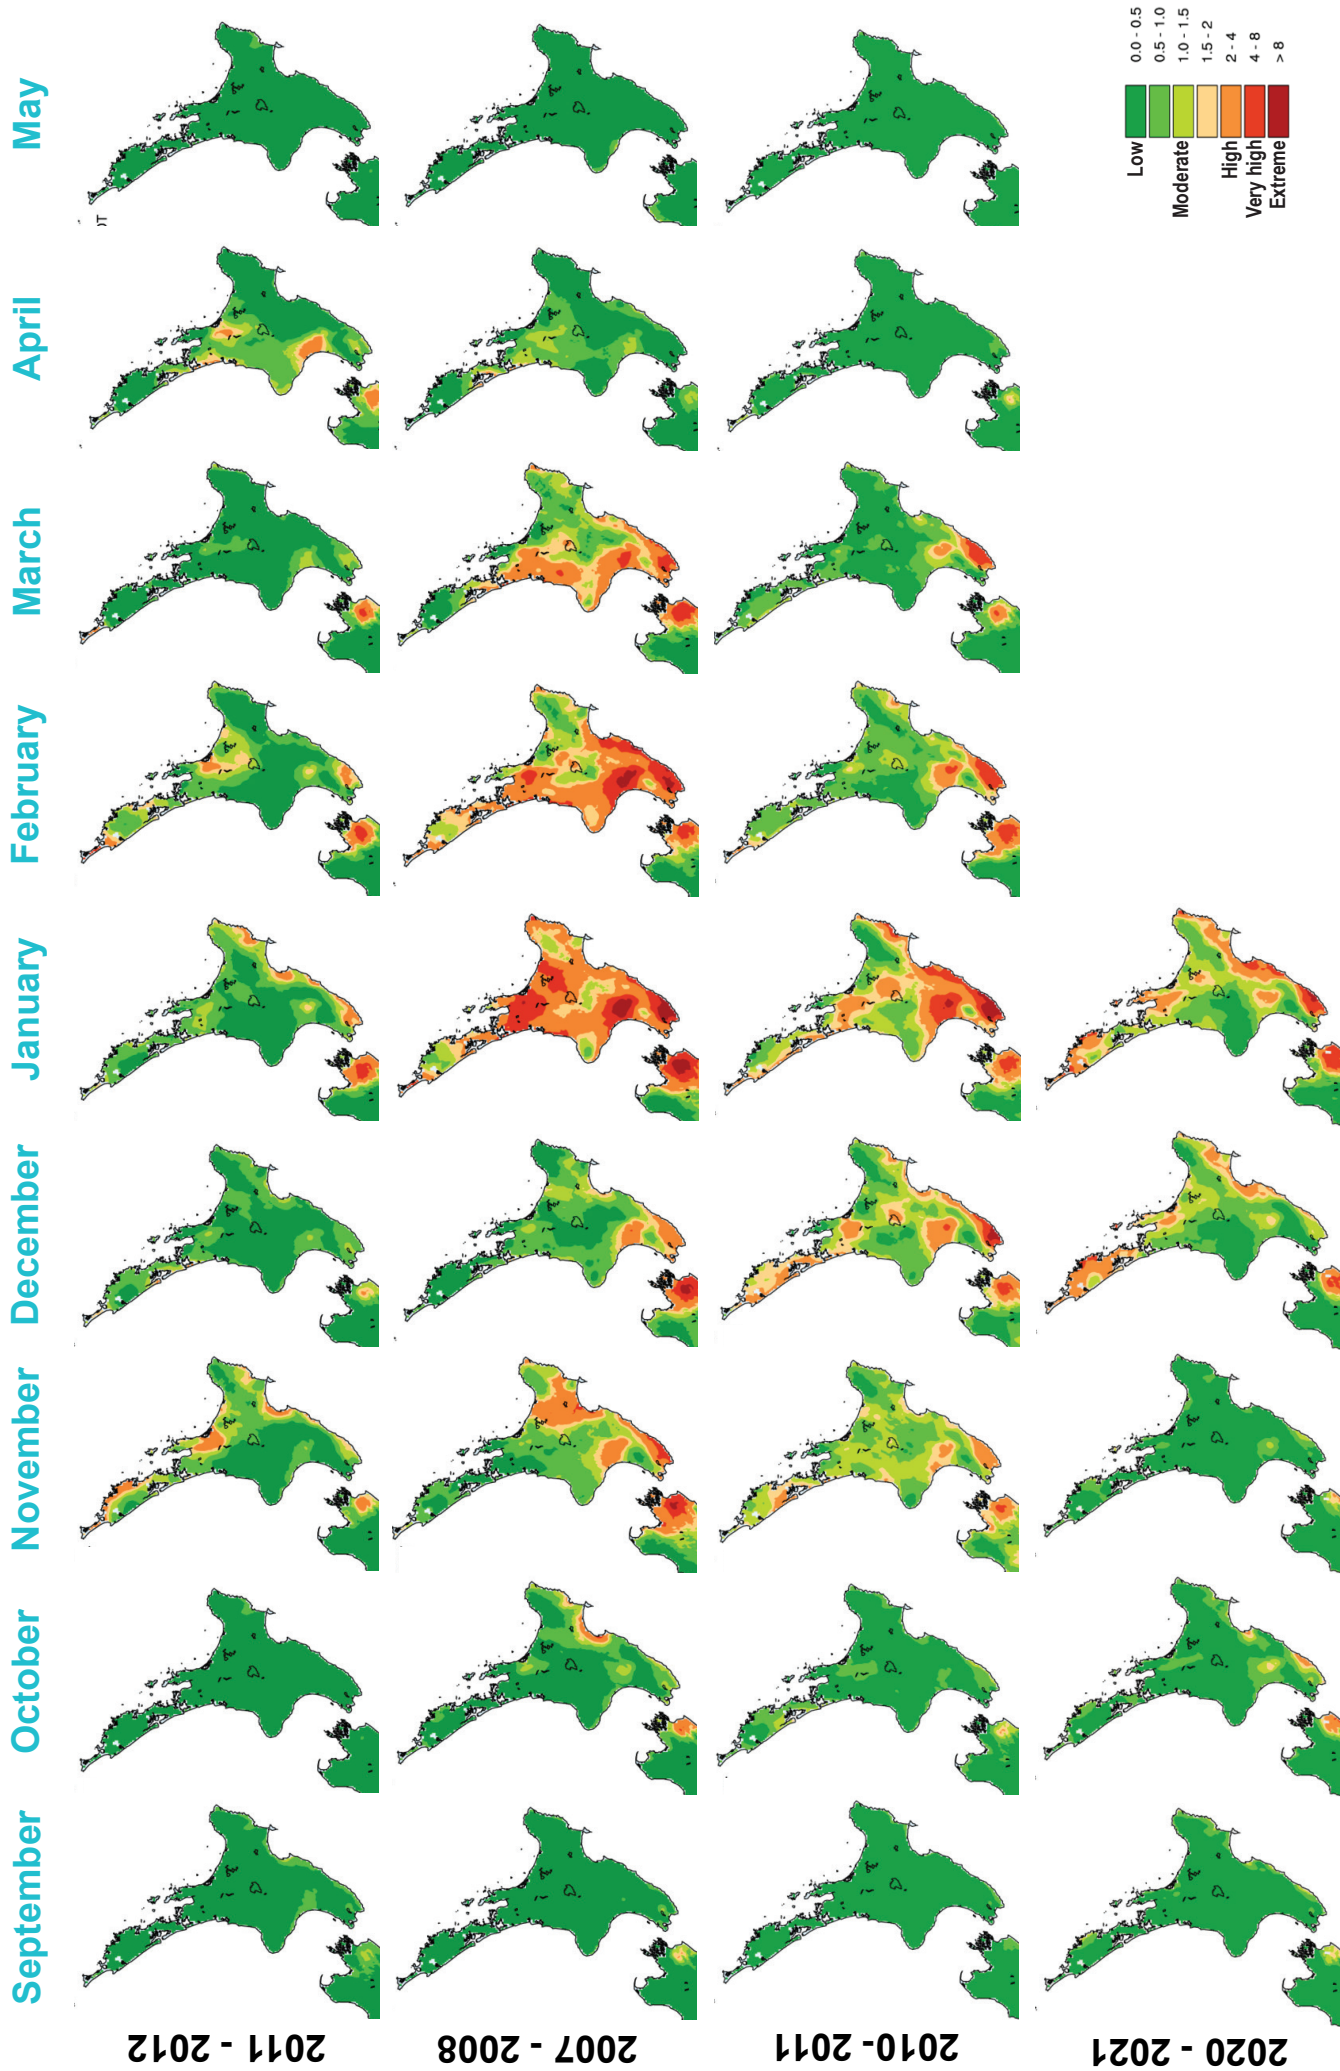 September
October
November
December
January
February
March
April
May
2011 - 2012
2007 - 2008
2010- 2011
2020 - 2021
Low 0.0 - 0.5
0.5 - 1.0
Moderate 1.0 - 1.5
1.5 - 2
High 2 - 4
Very high 4 - 8
Extreme > 8